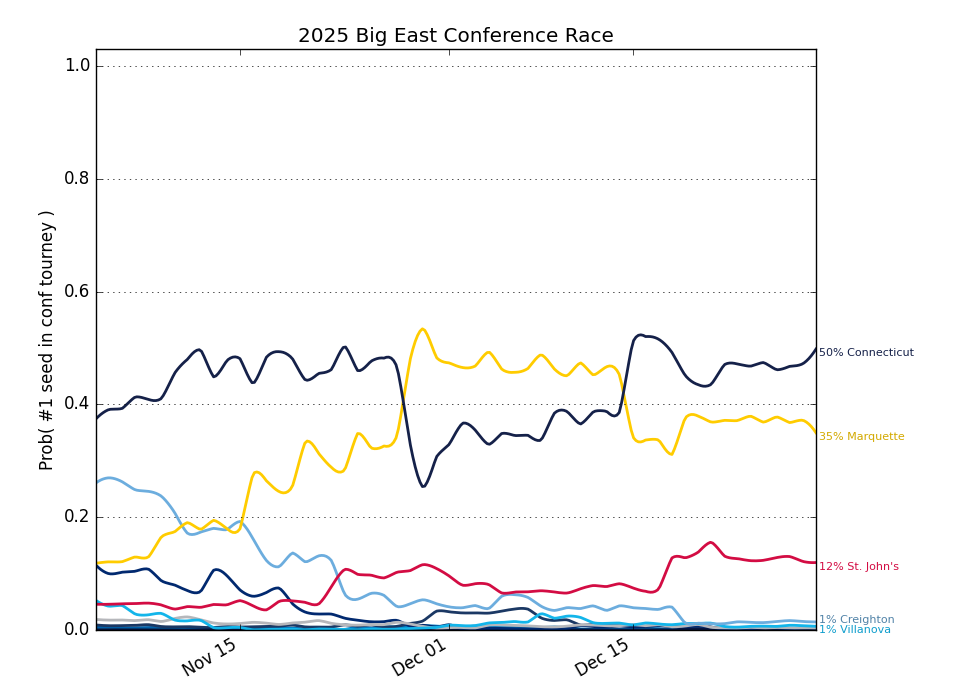 2025 Big East Conference Race
Prob( #1 seed in conf tourney )
1.0
0.8
0.6
0.4
0.2
0.0
Nov 15
Dec 01
Dec 15
50% Connecticut
35% Marquette
12% St. John's
1% Creighton
1% Villanova